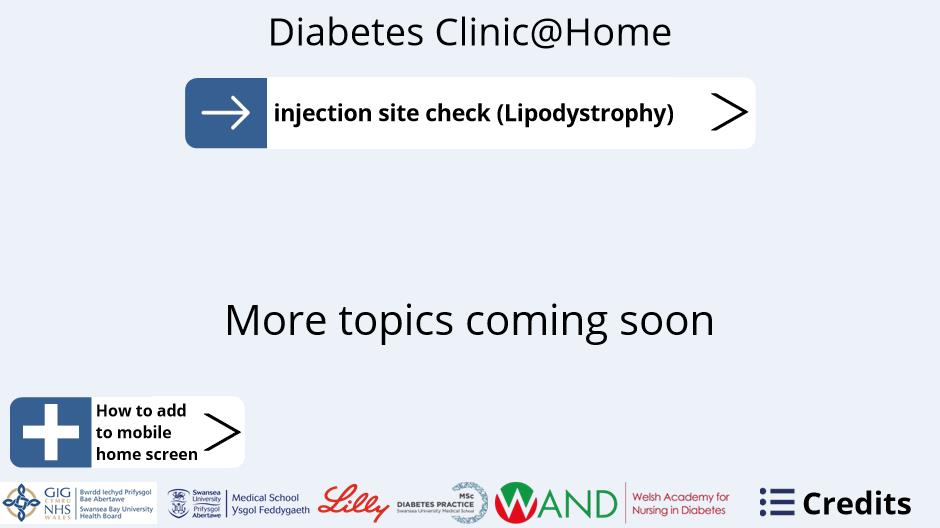 Diabetes Clinic@Home
injection site check (Lipodystrophy)
More topics coming soon
How to add
to mobile
home screen
GIG
CYMRU
NHS
WALES
Bwrdd Iechyd Prifysgol
Bae Abertawe
Swansea Bay University
Health Board
Swansea
University
Prifysgol
Abertawe
Medical School
Ysgol Feddygaeth
Lilly
MSc
DIABETES PRACTICE
Swansea University Medical School
WAND
Welsh Academy for
Nursing in Diabetes
Credits